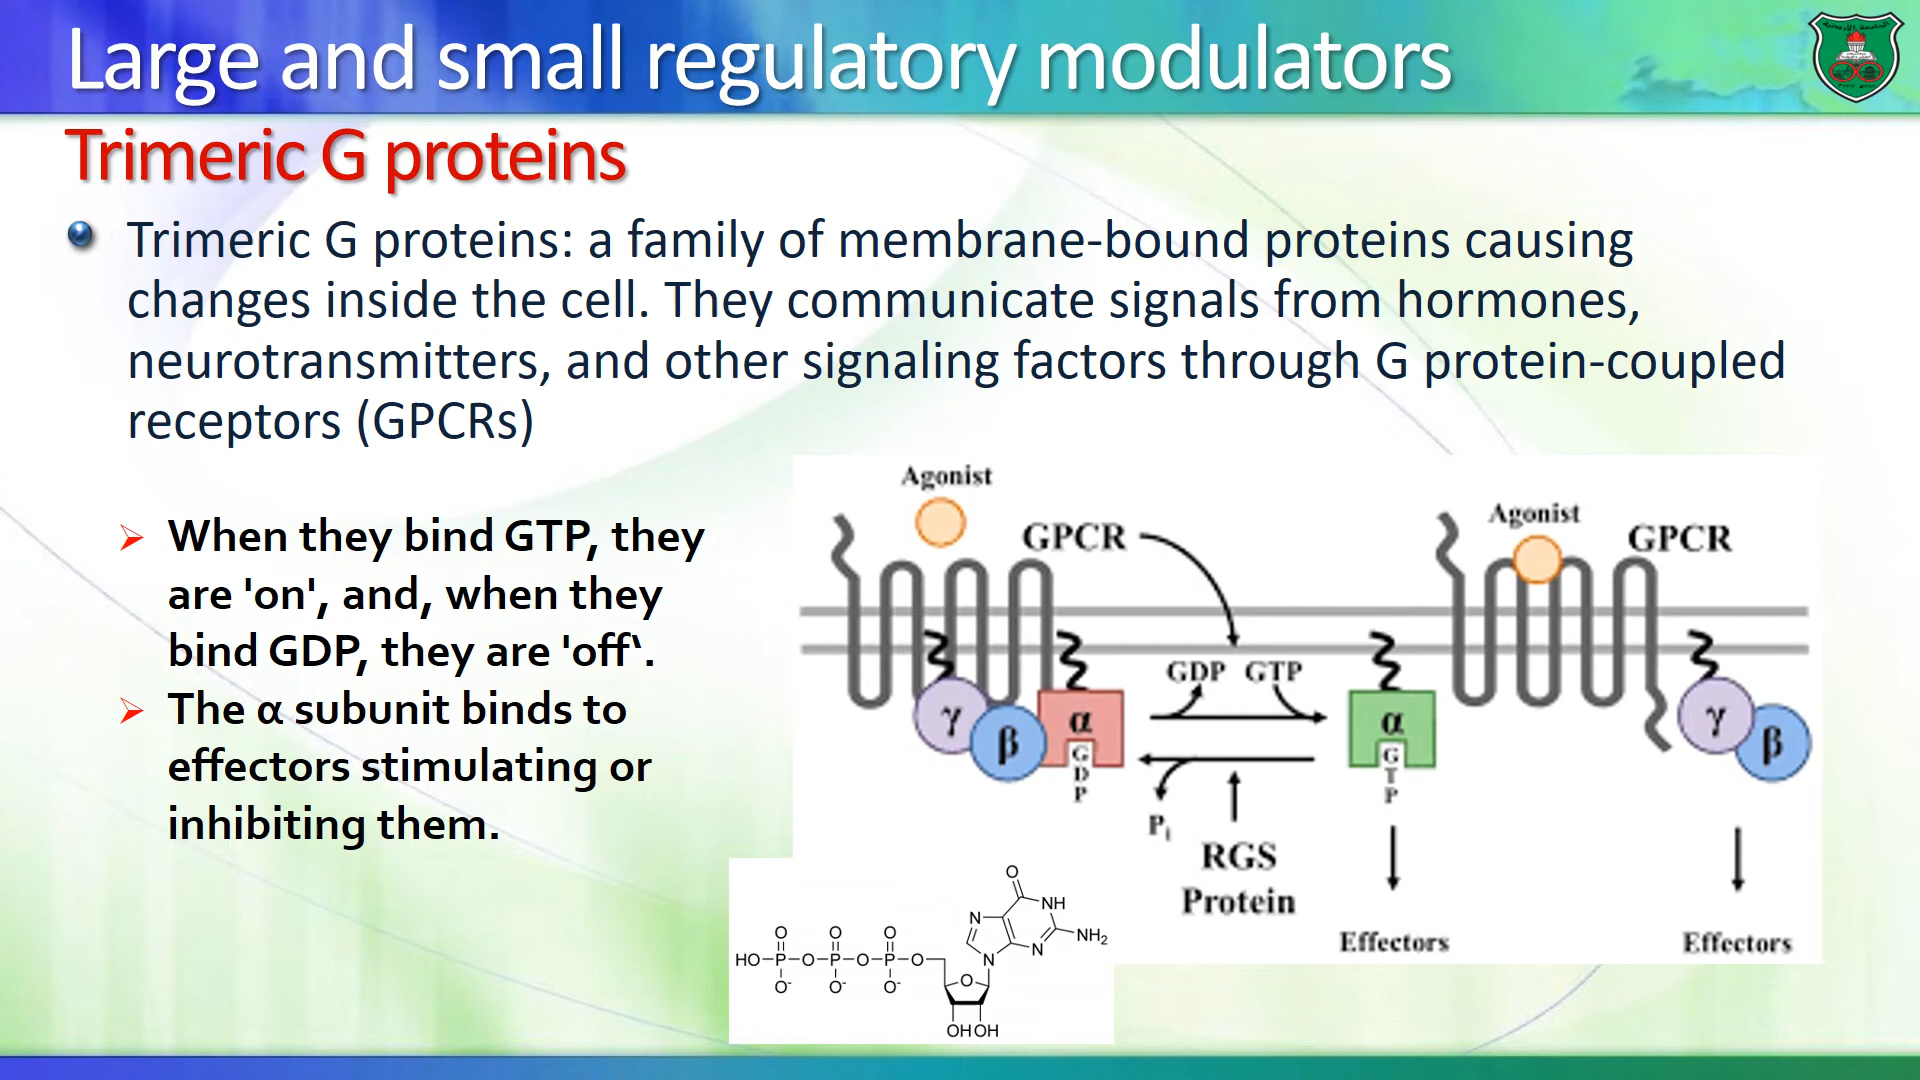 Large and small regulatory modulators
Trimeric G proteins
Trimeric G proteins: a family of membrane-bound proteins causing
changes inside the cell. They communicate signals from hormones,
neurotransmitters, and other signaling factors through G protein-coupled
receptors (GPCRs)
When they bind GTP, they
are 'on', and, when they
bind GDP, they are 'off‘.
The α subunit binds to
effectors stimulating or
inhibiting them.
Agonist
GPCR
Agonist
GPCR
GDP GTP
γ
β
α
GDP
α
GTP
γ
β
Pi
RGS
Protein
Effectors
Effectors
O
N
NH
N
N
NH2
O O O
HO-P-O-P-O-P-O
O- O- O-
O
OH OH